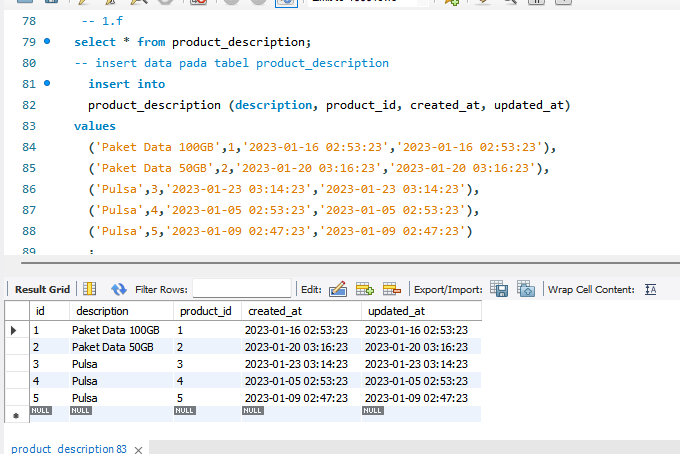 78 -- 1.f
79 select * from product_description;
80 -- insert data pada tabel product_description
81 insert into
82 product_description (description, product_id, created_at, updated_at)
83 values
84 ('Paket Data 100GB',1,'2023-01-16 02:53:23','2023-01-16 02:53:23'),
85 ('Paket Data 50GB',2,'2023-01-20 03:16:23','2023-01-20 03:16:23'),
86 ('Pulsa',3,'2023-01-23 03:14:23','2023-01-23 03:14:23'),
87 ('Pulsa',4,'2023-01-05 02:53:23','2023-01-05 02:53:23'),
88 ('Pulsa',5,'2023-01-09 02:47:23','2023-01-09 02:47:23')
89 ;
Result Grid Filter Rows: Edit: Export/Import: Wrap Cell Content:
id description product_id created_at updated_at
1 Paket Data 100GB 1 2023-01-16 02:53:23 2023-01-16 02:53:23
2 Paket Data 50GB 2 2023-01-20 03:16:23 2023-01-20 03:16:23
3 Pulsa 3 2023-01-23 03:14:23 2023-01-23 03:14:23
4 Pulsa 4 2023-01-05 02:53:23 2023-01-05 02:53:23
5 Pulsa 5 2023-01-09 02:47:23 2023-01-09 02:47:23
NULL NULL NULL NULL NULL
product_description 83